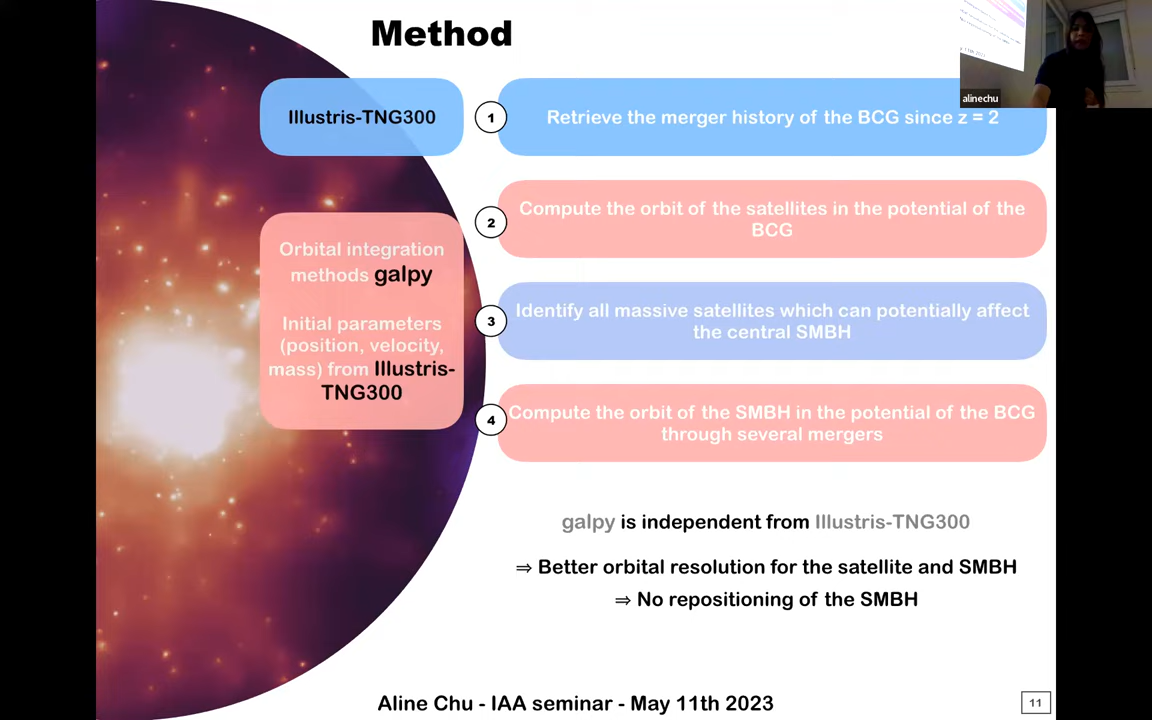 Method
alinechu
Illustris-TNG300
1
Retrieve the merger history of the BCG since z = 2
2
Compute the orbit of the satellites in the potential of the
BCG
Orbital integration
methods galpy
Initial parameters
(position, velocity,
mass) from Illustris-
TNG300
3
Identify all massive satellites which can potentially affect
the central SMBH
4
Compute the orbit of the SMBH in the potential of the BCG
through several mergers
galpy is independent from Illustris-TNG300
⇒ Better orbital resolution for the satellite and SMBH
⇒ No repositioning of the SMBH
Aline Chu - IAA seminar - May 11th 2023
11